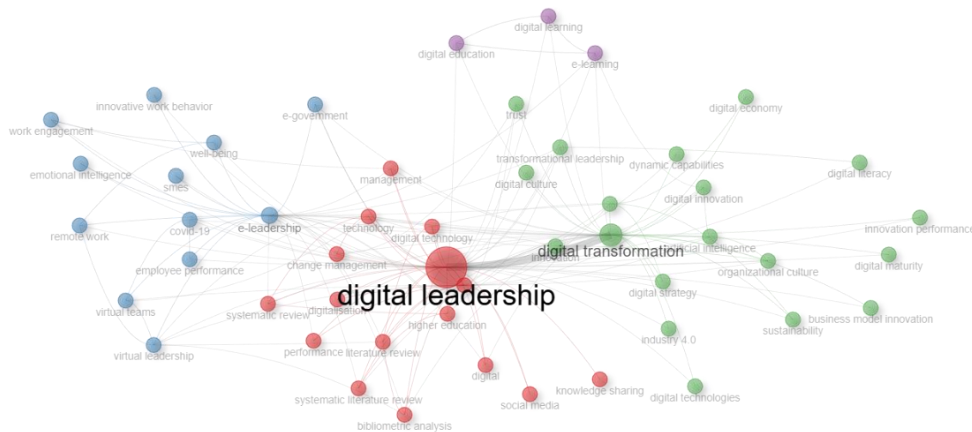 digital learning
digital education
e-learning
innovative work behavior
e-government
trust
digital economy
work engagement
well-being
transformational leadership
dynamic capabilities
emotional intelligence
smes
management
digital culture
digital literacy
digital innovation
remote work
covid-19
e-leadership
technology
digital technology
innovation performance
digital transformation
innovation
employee performance
change management
organizational culture
digital maturity
virtual teams
systematic review
digital leadership
higher education
digital strategy
sustainability
business model innovation
virtual leadership
performance
literature review
industry 4.0
digital
systematic literature review
social media
knowledge sharing
digital technologies
bibliometric analysis